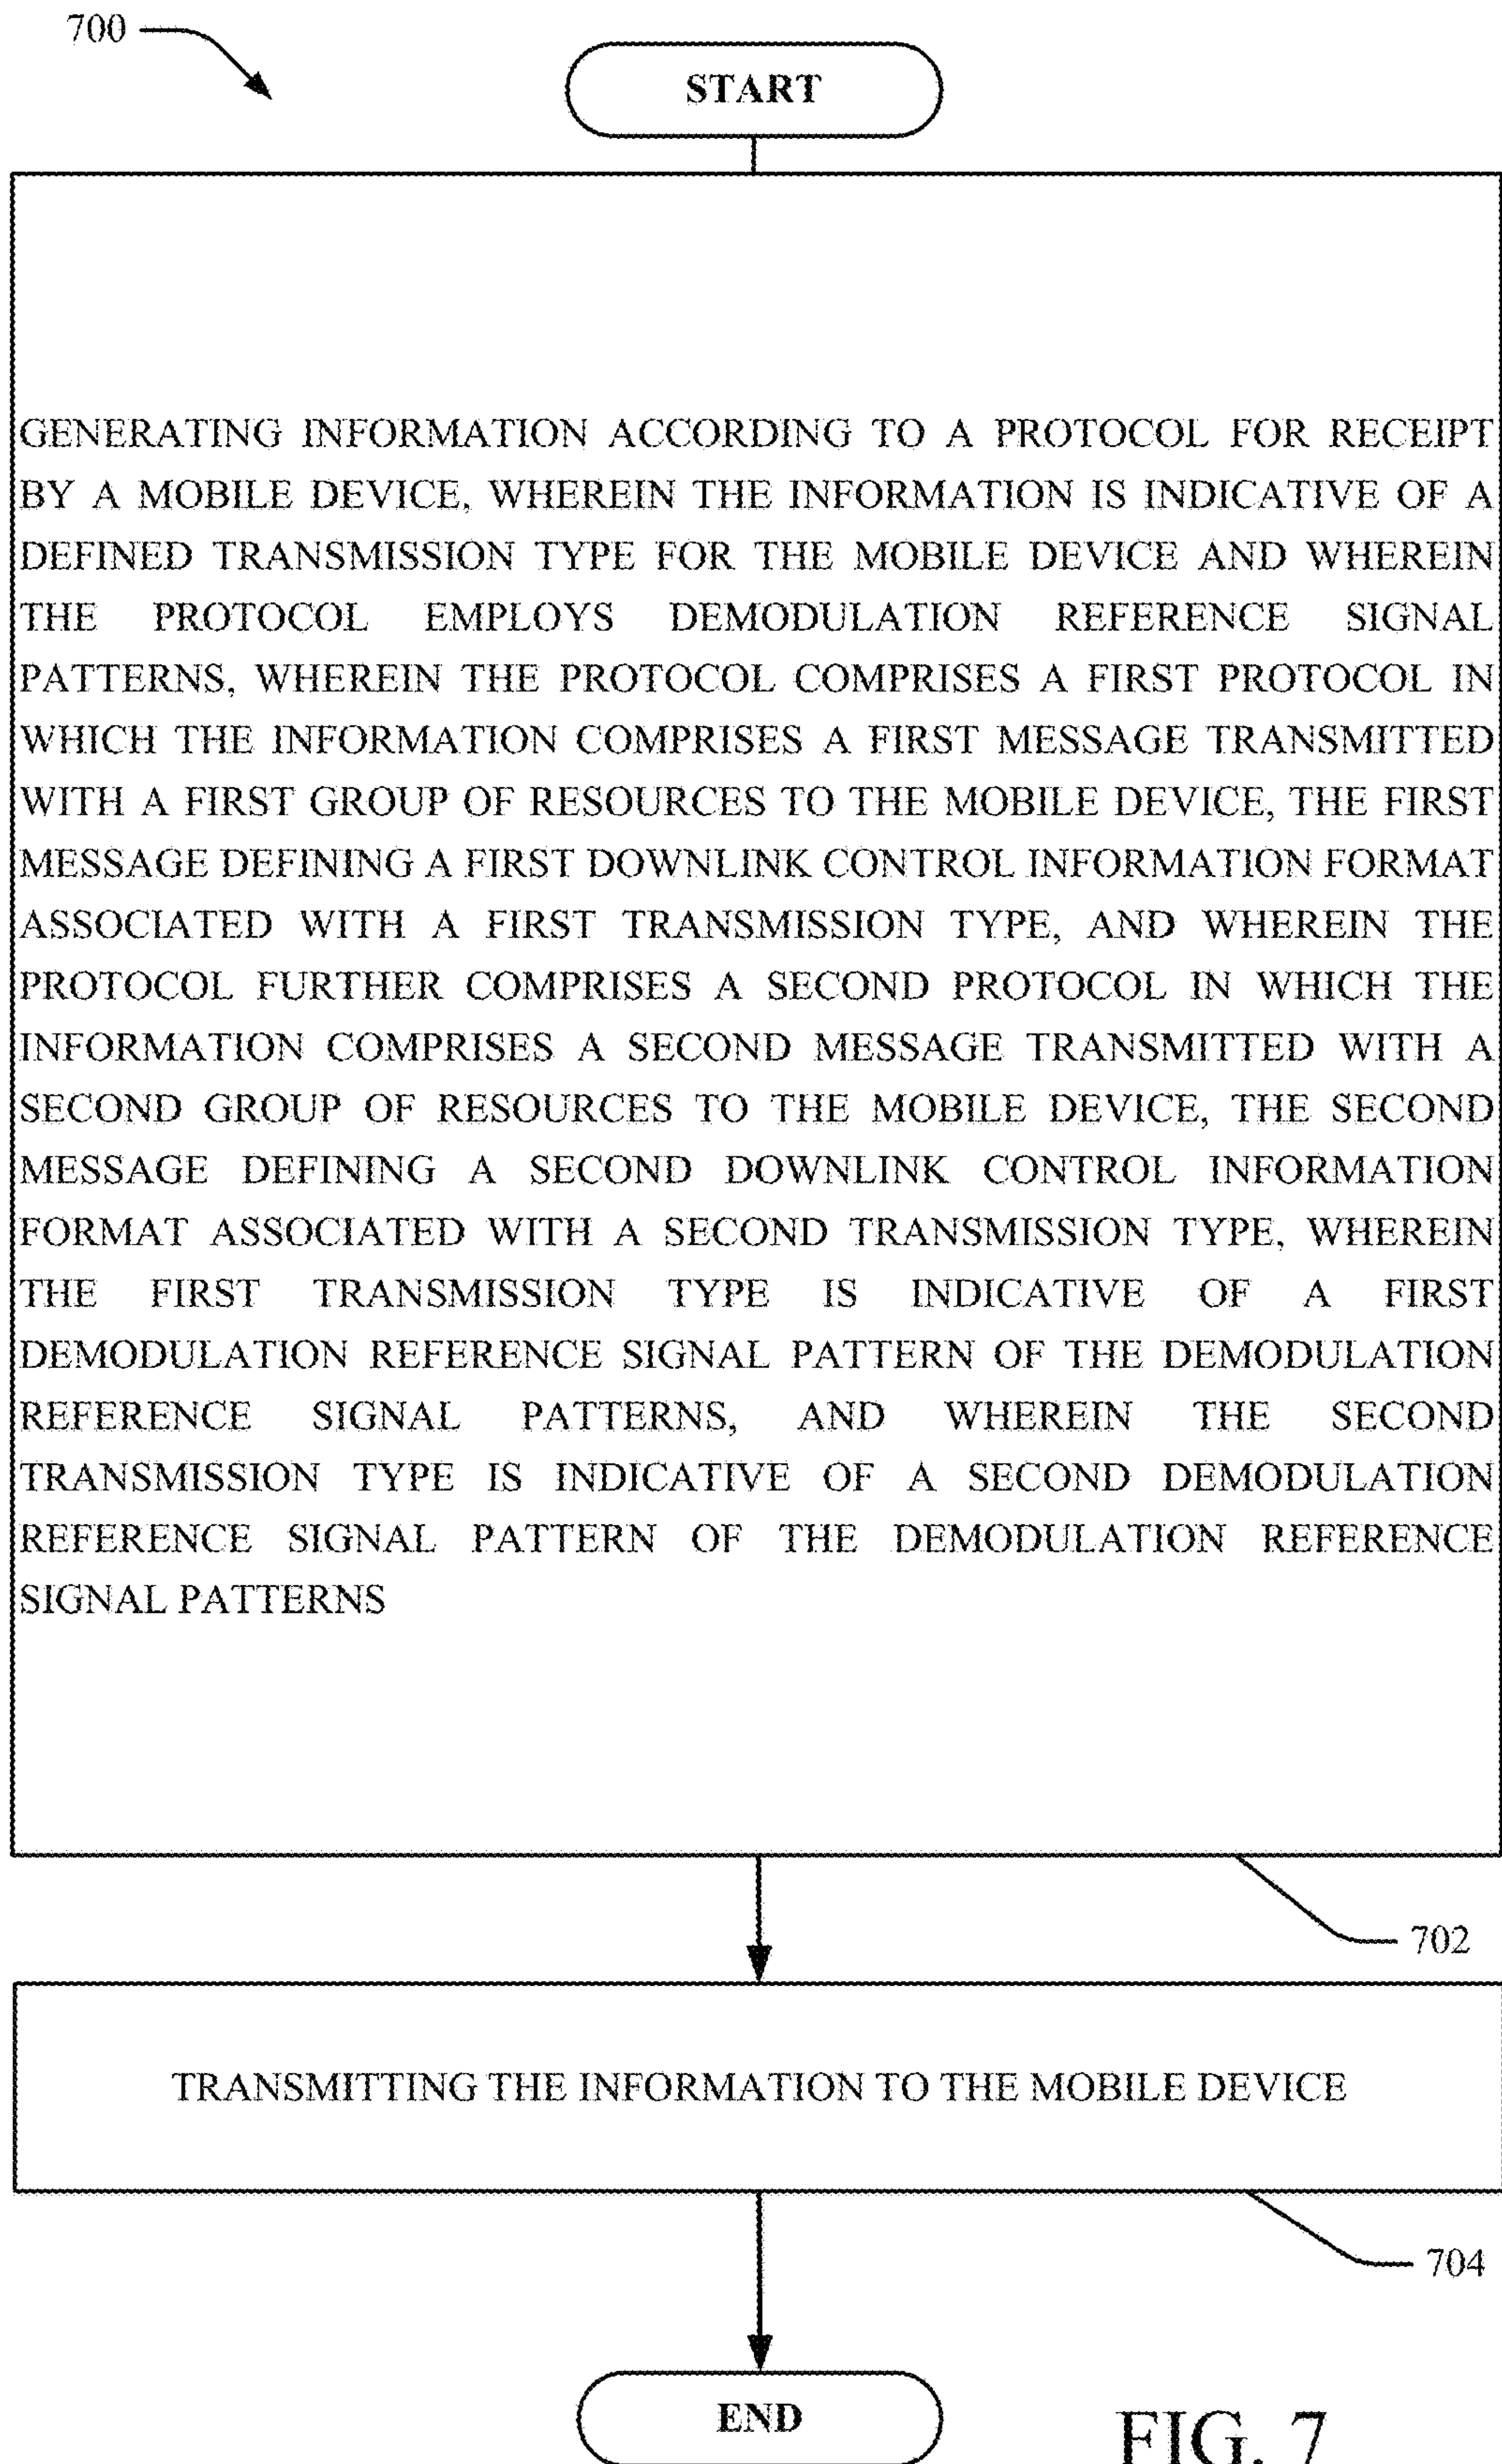 700
START
GENERATING INFORMATION ACCORDING TO A PROTOCOL FOR RECEIPT
BY A MOBILE DEVICE, WHEREIN THE INFORMATION IS INDICATIVE OF A
DEFINED TRANSMISSION TYPE FOR THE MOBILE DEVICE AND WHEREIN
THE PROTOCOL EMPLOYS DEMODULATION REFERENCE SIGNAL
PATTERNS, WHEREIN THE PROTOCOL COMPRISES A FIRST PROTOCOL IN
WHICH THE INFORMATION COMPRISES A FIRST MESSAGE TRANSMITTED
WITH A FIRST GROUP OF RESOURCES TO THE MOBILE DEVICE, THE FIRST
MESSAGE DEFINING A FIRST DOWNLINK CONTROL INFORMATION FORMAT
ASSOCIATED WITH A FIRST TRANSMISSION TYPE, AND WHEREIN THE
PROTOCOL FURTHER COMPRISES A SECOND PROTOCOL IN WHICH THE
INFORMATION COMPRISES A SECOND MESSAGE TRANSMITTED WITH A
SECOND GROUP OF RESOURCES TO THE MOBILE DEVICE, THE SECOND
MESSAGE DEFINING A SECOND DOWNLINK CONTROL INFORMATION
FORMAT ASSOCIATED WITH A SECOND TRANSMISSION TYPE, WHEREIN
THE FIRST TRANSMISSION TYPE IS INDICATIVE OF A FIRST
DEMODULATION REFERENCE SIGNAL PATTERN OF THE DEMODULATION
REFERENCE SIGNAL PATTERNS, AND WHEREIN THE SECOND
TRANSMISSION TYPE IS INDICATIVE OF A SECOND DEMODULATION
REFERENCE SIGNAL PATTERN OF THE DEMODULATION REFERENCE
SIGNAL PATTERNS
702
TRANSMITTING THE INFORMATION TO THE MOBILE DEVICE
704
END
FIG. 7